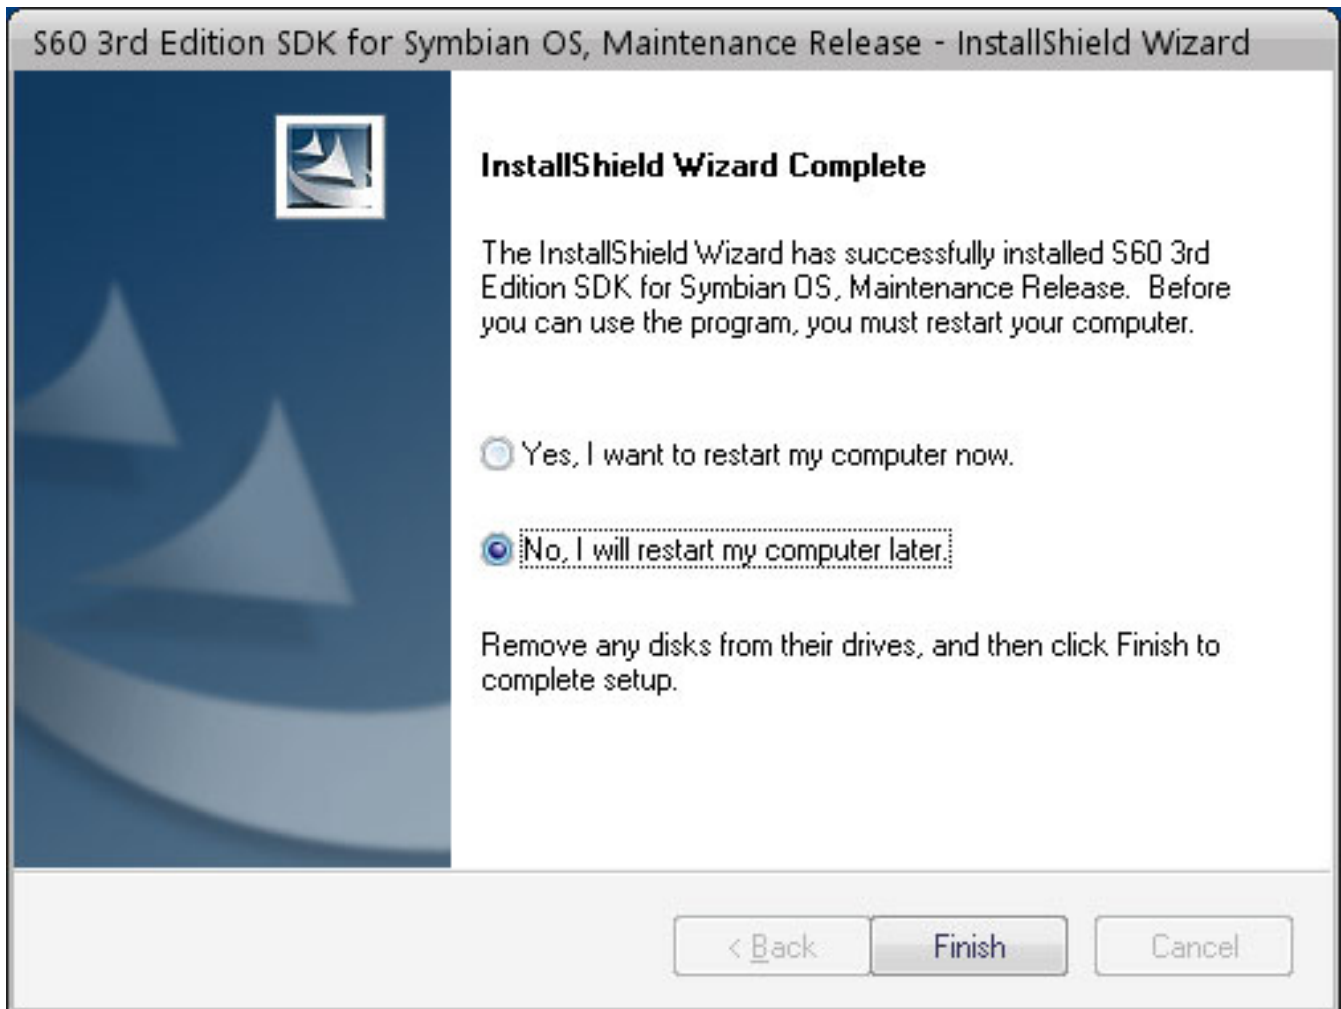 S60 3rd Edition SDK for Symbian OS, Maintenance Release - InstallShield Wizard
InstallShield Wizard Complete
The InstallShield Wizard has successfully installed S60 3rd
Edition SDK for Symbian OS, Maintenance Release.  Before
you can use the program, you must restart your computer.
Yes, I want to restart my computer now.
No, I will restart my computer later.
Remove any disks from their drives, and then click Finish to
complete setup.
< Back Finish Cancel